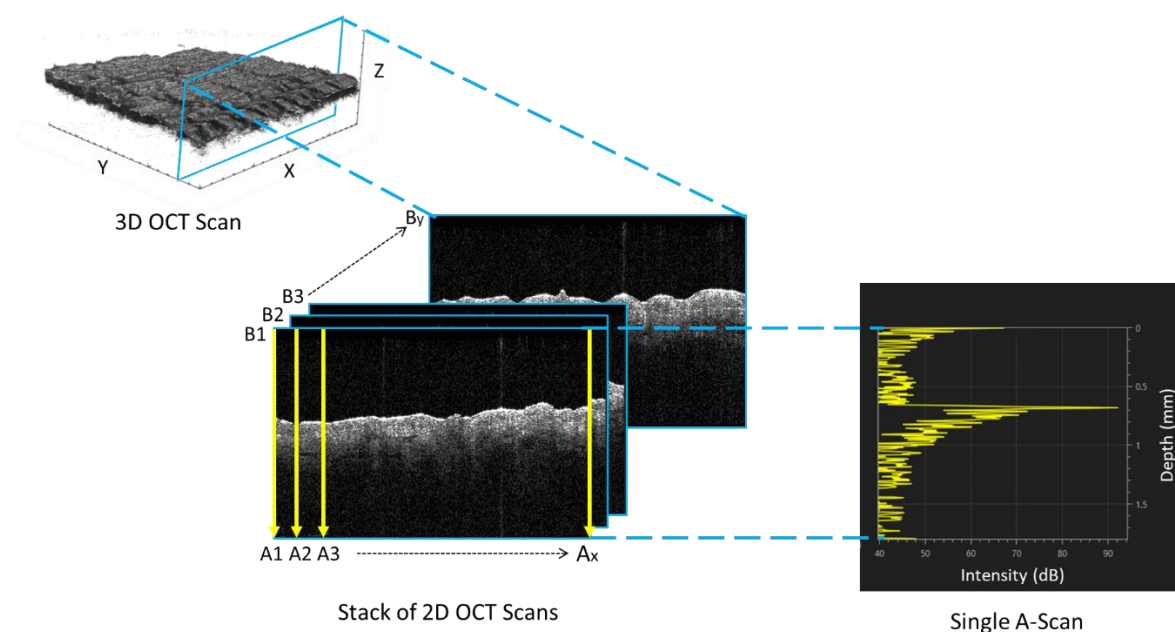 Z
Y
X
3D OCT Scan
By
B3
B2
B1
A1 A2 A3
Ax
Stack of 2D OCT Scans
0
0.5
1
1.5
Depth (mm)
40 50 60 70 80 90
Intensity (dB)
Single A-Scan